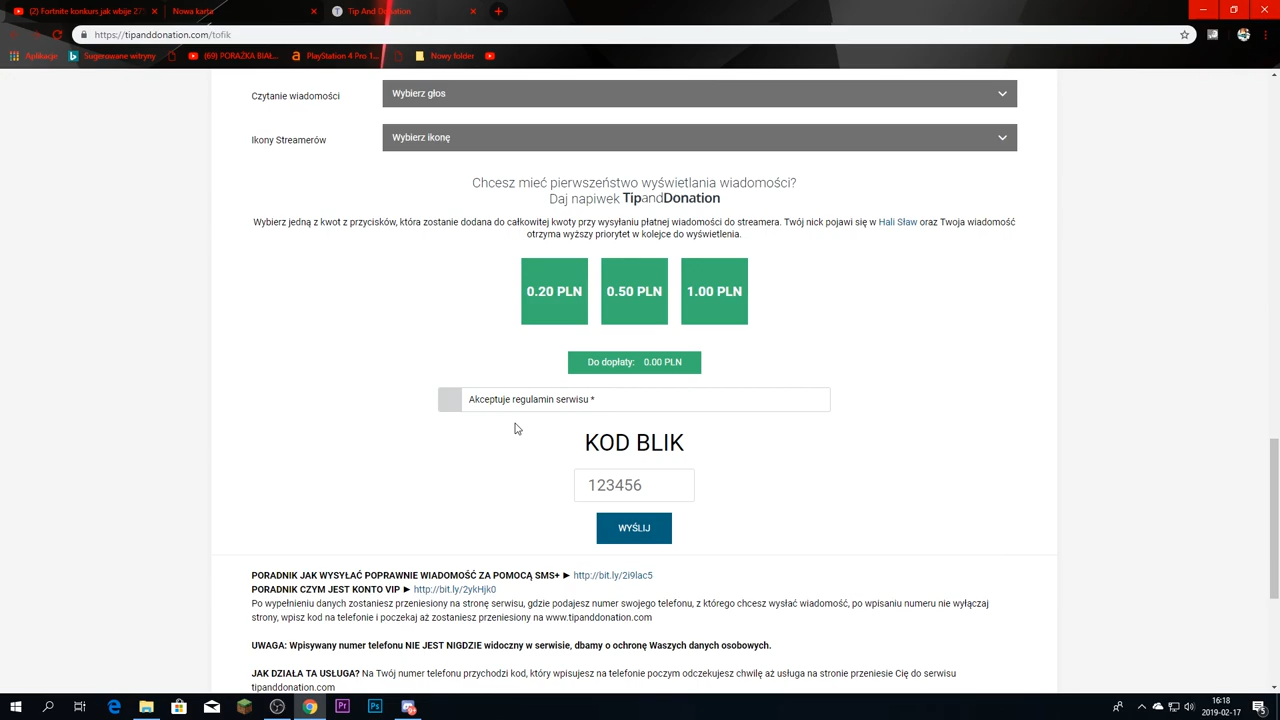 (2) Fortnite konkurs jak wbije 27
Nowa karta
Tip And Donation
https://tipanddonation.com/tofik
Aplikacje
Sugerowane witryny
(69) PORAŻKA BIAŁ...
PlayStation 4 Pro 1...
Nowy folder
Czytanie wiadomości
Wybierz głos
Ikony Streamerów
Wybierz ikonę
Chcesz mieć pierwszeństwo wyświetlania wiadomości?
Daj napiwek TipandDonation
Wybierz jedną z kwot z przycisków, która zostanie dodana do całkowitej kwoty przy wysyłaniu płatnej wiadomości do streamera. Twój nick pojawi się w Hali Sław oraz Twoja wiadomość
otrzyma wyższy priorytet w kolejce do wyświetlenia.
0.20 PLN 0.50 PLN 1.00 PLN
Do dopłaty: 0.00 PLN
Akceptuje regulamin serwisu *
KOD BLIK
123456
WYŚLIJ
PORADNIK JAK WYSYŁAĆ POPRAWNIE WIADOMOŚĆ ZA POMOCĄ SMS+ ► http://bit.ly/2i9lac5
PORADNIK CZYM JEST KONTO VIP ► http://bit.ly/2ykHjk0
Po wypełnieniu danych zostaniesz przeniesiony na stronę serwisu, gdzie podajesz numer swojego telefonu, z którego chcesz wysłać wiadomość, po wpisaniu numeru nie wyłączaj
strony, wpisz kod na telefonie i poczekaj aż zostaniesz przeniesiony na www.tipanddonation.com
UWAGA: Wpisywany numer telefonu NIE JEST NIGDZIE widoczny w serwisie, dbamy o ochronę Waszych danych osobowych.
JAK DZIAŁA TA USŁUGA? Na Twój numer telefonu przychodzi kod, który wpisujesz na telefonie poczym odczekujesz chwilę aż usługa na stronie przeniesie Cię do serwisu
tipanddonation.com
16:18
2019-02-17